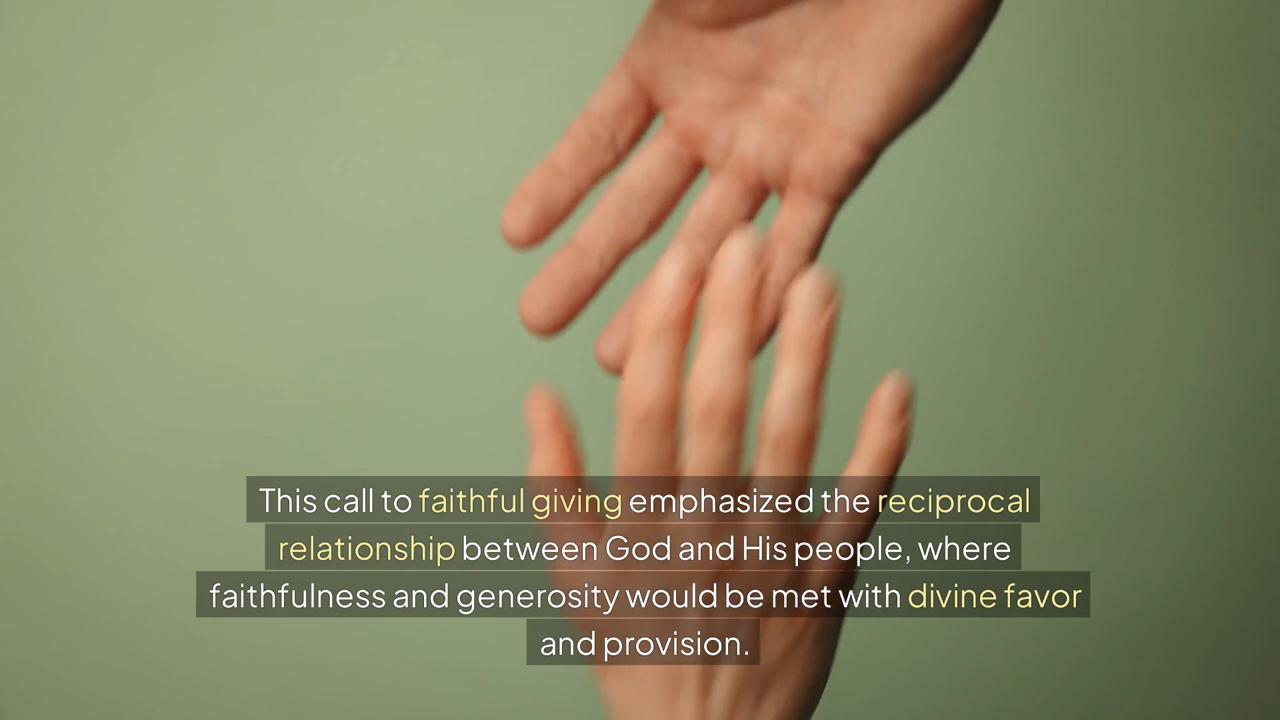 This call to faithful giving emphasized the reciprocal
relationship between God and His people, where
faithfulness and generosity would be met with divine favor
and provision.